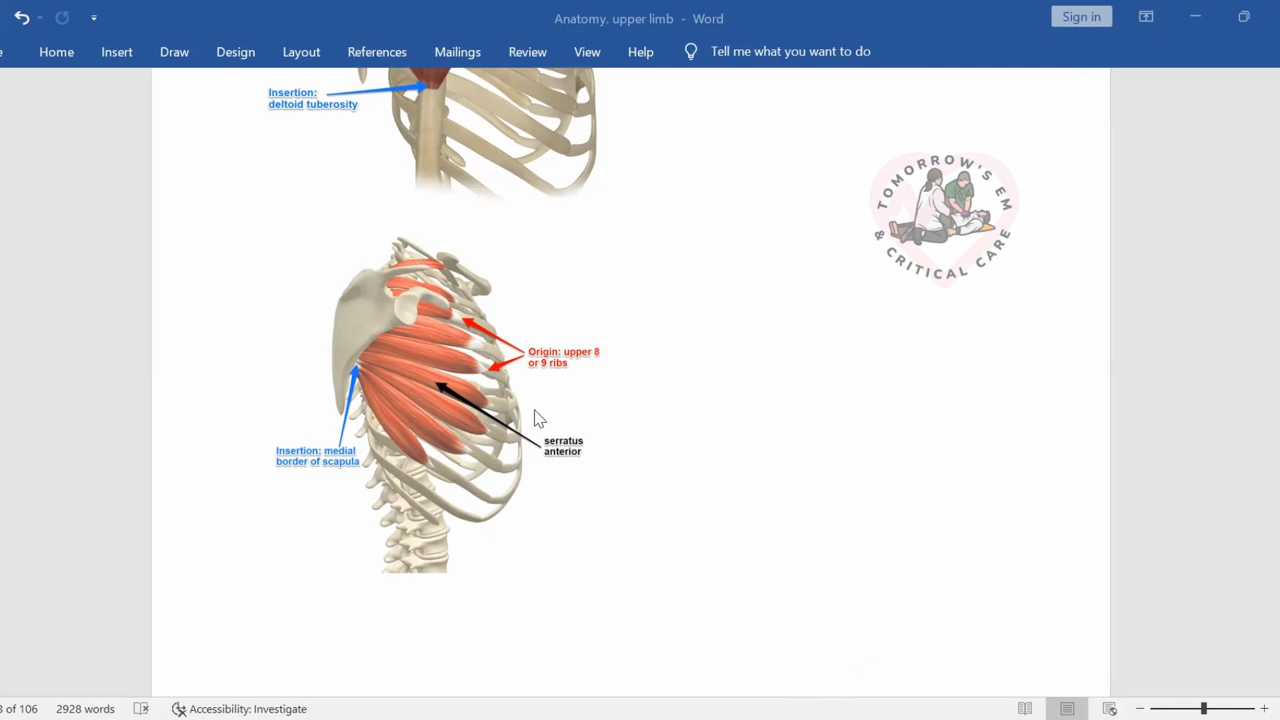 Anatomy. upper limb - Word
Sign in
Home Insert Draw Design Layout References Mailings Review View Help Tell me what you want to do
Insertion:
deltoid tuberosity
TOMORROW'S EM
& CRITICAL CARE
Origin: upper 8
or 9 ribs
serratus
anterior
Insertion: medial
border of scapula
of 106 2928 words Accessibility: Investigate